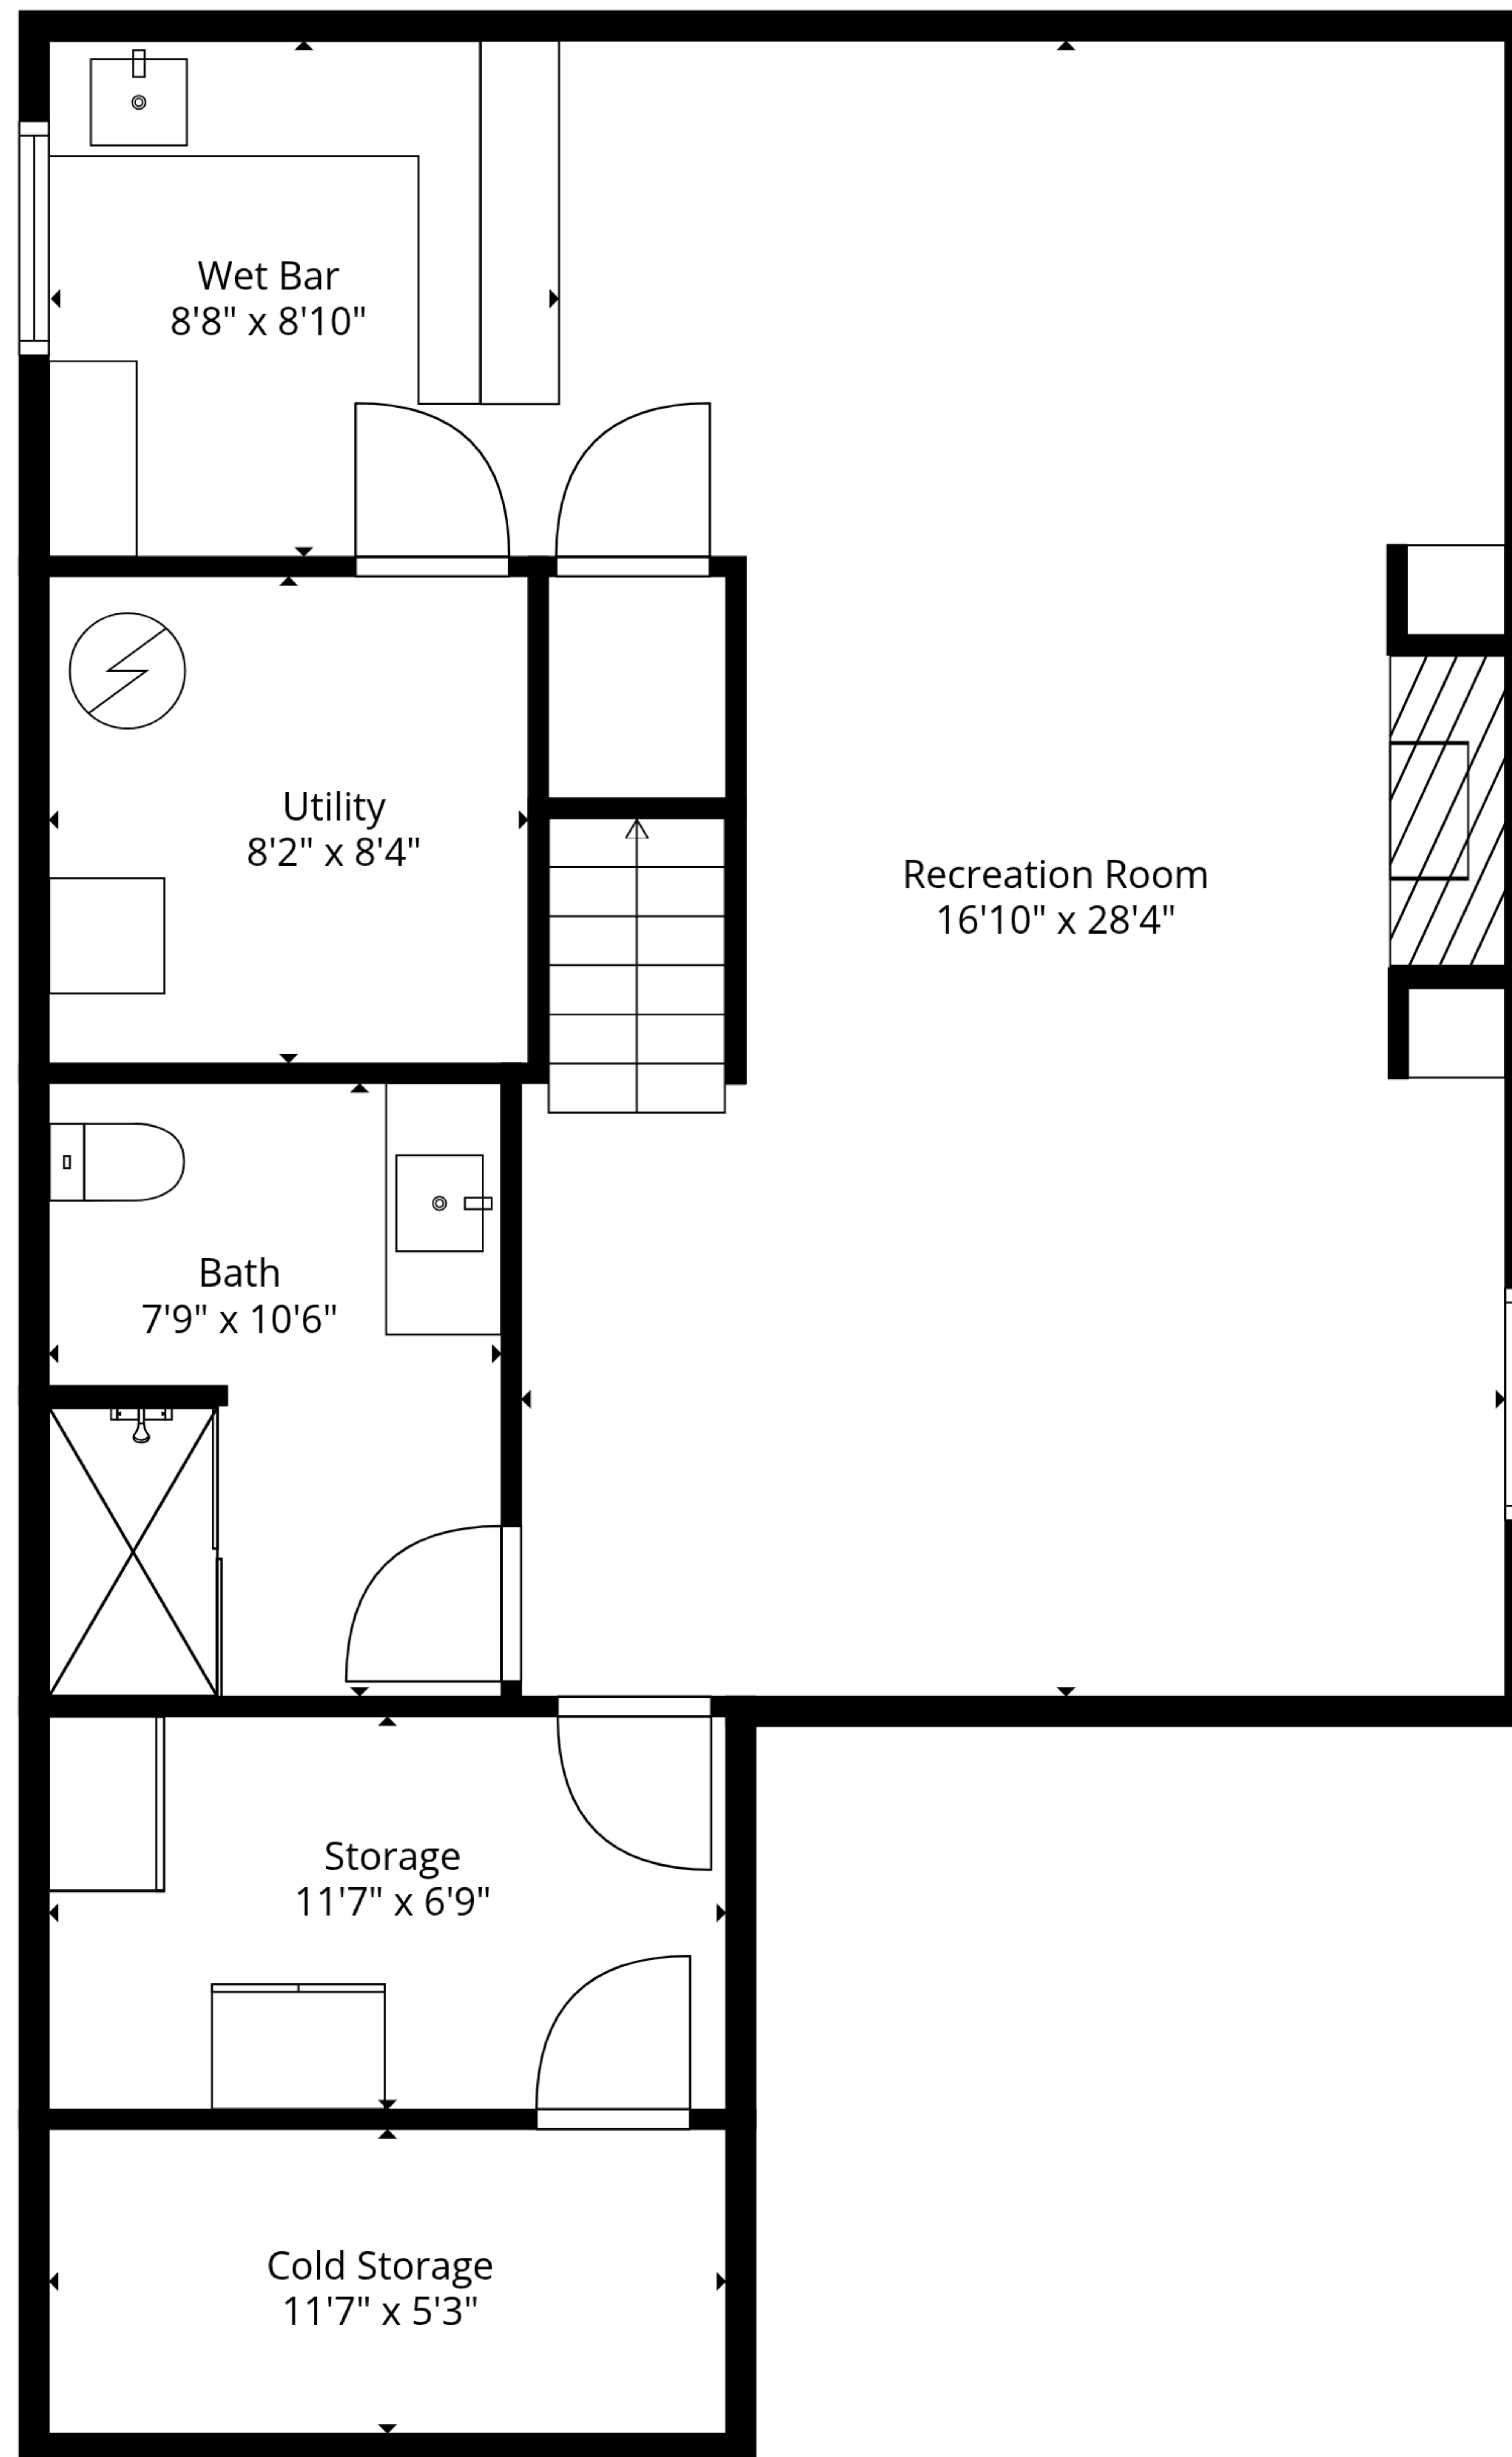 Wet Bar
8'8" x 8'10"
Utility
8'2" x 8'4"
Recreation Room
16'10" x 28'4"
Bath
7'9" x 10'6"
Storage
11'7" x 6'9"
Cold Storage
11'7" x 5'3"